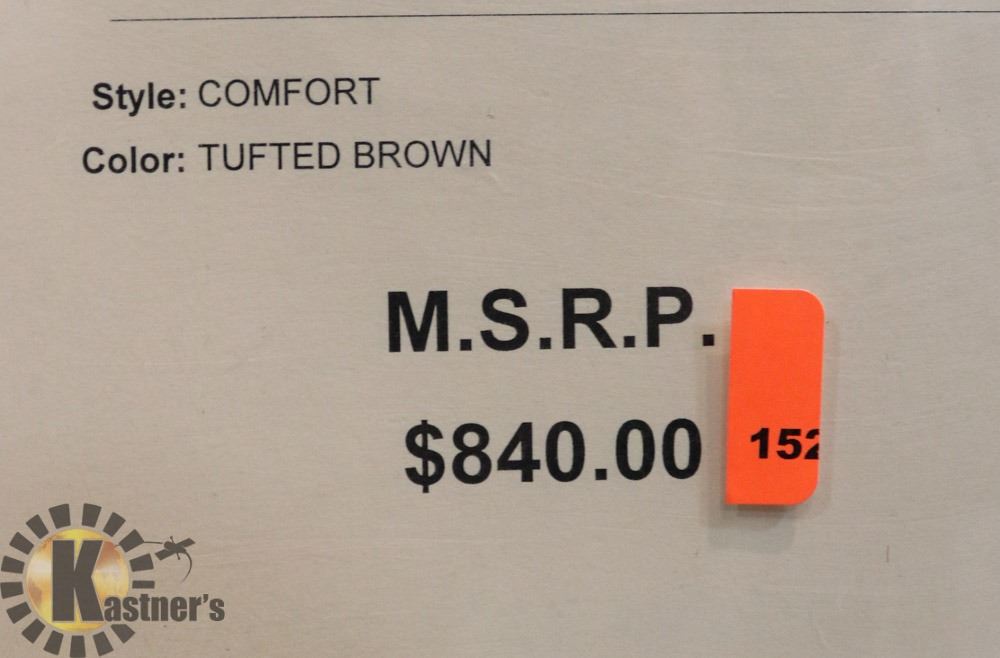 Style: COMFORT
Color: TUFTED BROWN
M.S.R.P.
$840.00
152
Kastner's